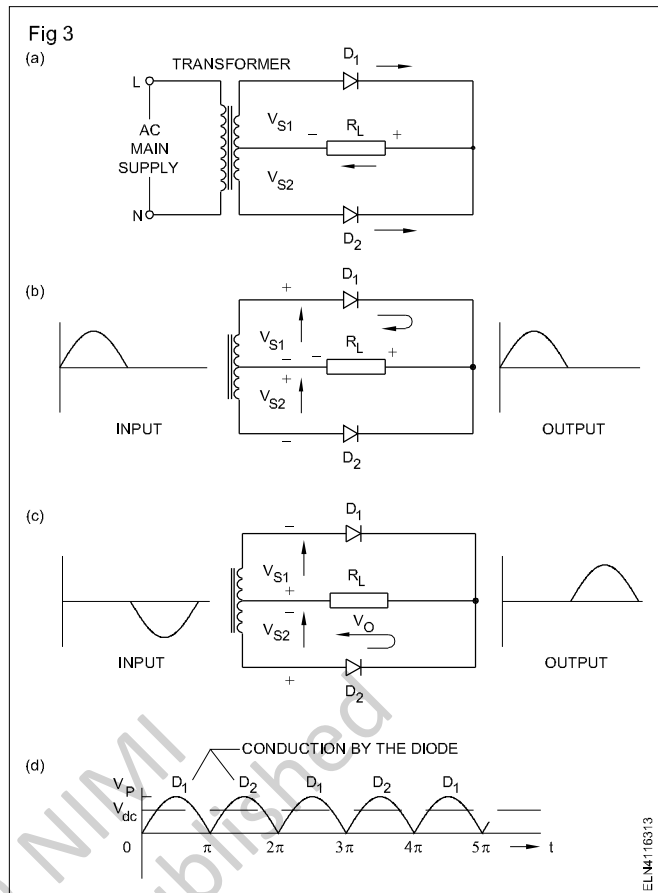 Fig 3
(a)
TRANSFORMER
D1
L
AC
MAIN
SUPPLY
N
VS1
– RL +
VS2
D2
(b)
D1
+
VS1
– – RL +
+
VS2
–
D2
INPUT
OUTPUT
(c)
D1
–
VS1
+ RL
–
VS2
VO
+
D2
INPUT
OUTPUT
(d)
CONDUCTION BY THE DIODE
VP D1 D2 D1 D2 D1
Vdc
0 π 2π 3π 4π 5π t
ELN4116313
NIMI
ublished